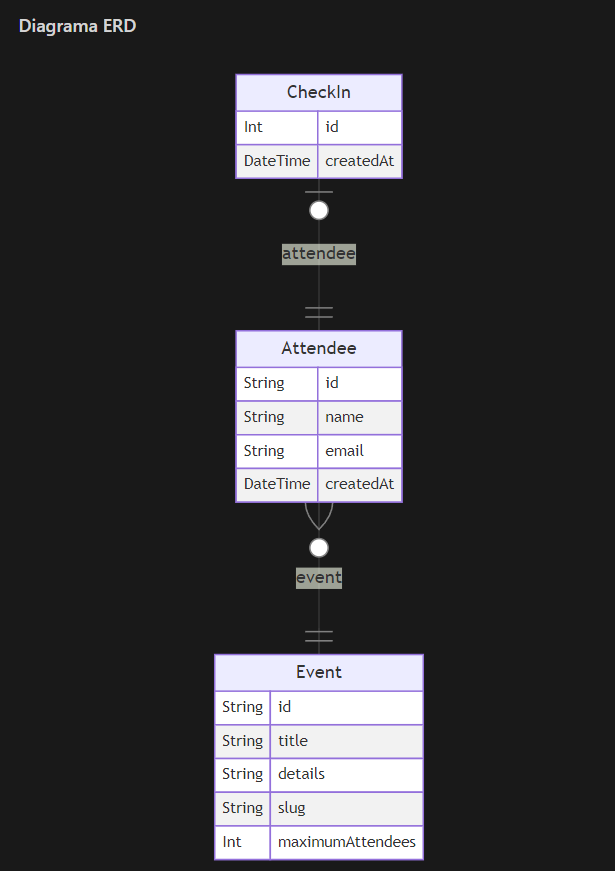 Diagrama ERD
CheckIn
Int id
DateTime createdAt
attendee
Attendee
String id
String name
String email
DateTime createdAt
event
Event
String id
String title
String details
String slug
Int maximumAttendees